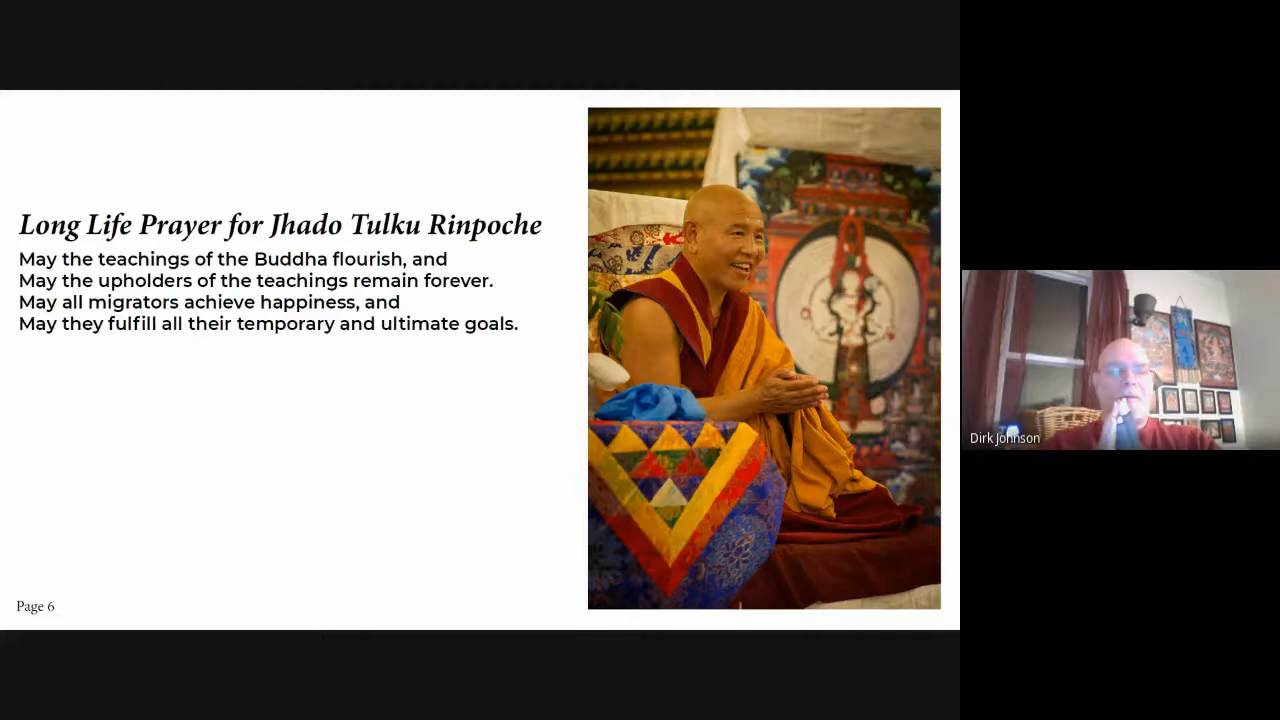 Long Life Prayer for Jhado Tulku Rinpoche
May the teachings of the Buddha flourish, and
May the upholders of the teachings remain forever.
May all migrators achieve happiness, and
May they fulfill all their temporary and ultimate goals.
Page 6
Dirk Johnson